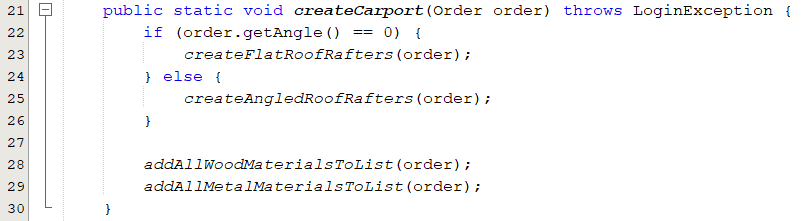 21 public static void createCarport(Order order) throws LoginException {
22 if (order.getAngle() == 0) {
23 createFlatRoofRafters(order);
24 } else {
25 createAngledRoofRafters(order);
26 }
27
28 addAllWoodMaterialsToList(order);
29 addAllMetalMaterialsToList(order);
30 }